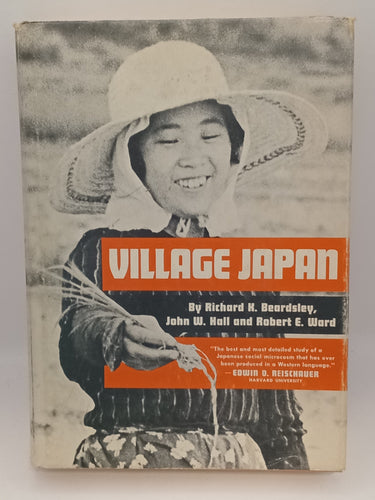 VILLAGE JAPAN
By Richard K. Beardsley,
John W. Hall and Robert E. Ward
"The best and most detailed study of a
Japanese social microcosm that has ever
been produced in a Western language."
— EDWIN O. REISCHAUER
HARVARD UNIVERSITY